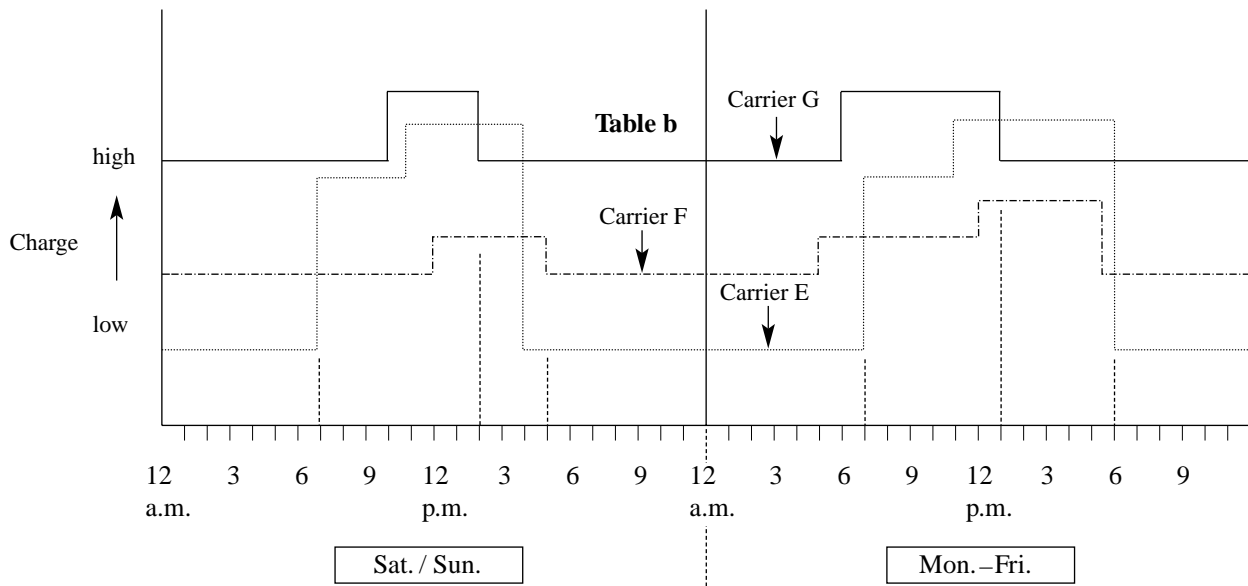 Carrier G
Table b
high
Carrier F
Charge
Carrier E
low
12 3 6 9 12 3 6 9 12 3 6 9 12 3 6 9
a.m. p.m. a.m. p.m.
Sat. / Sun. Mon. – Fri.